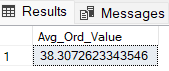 Results Messages
Avg_Ord_Value
1 38.3072623343546